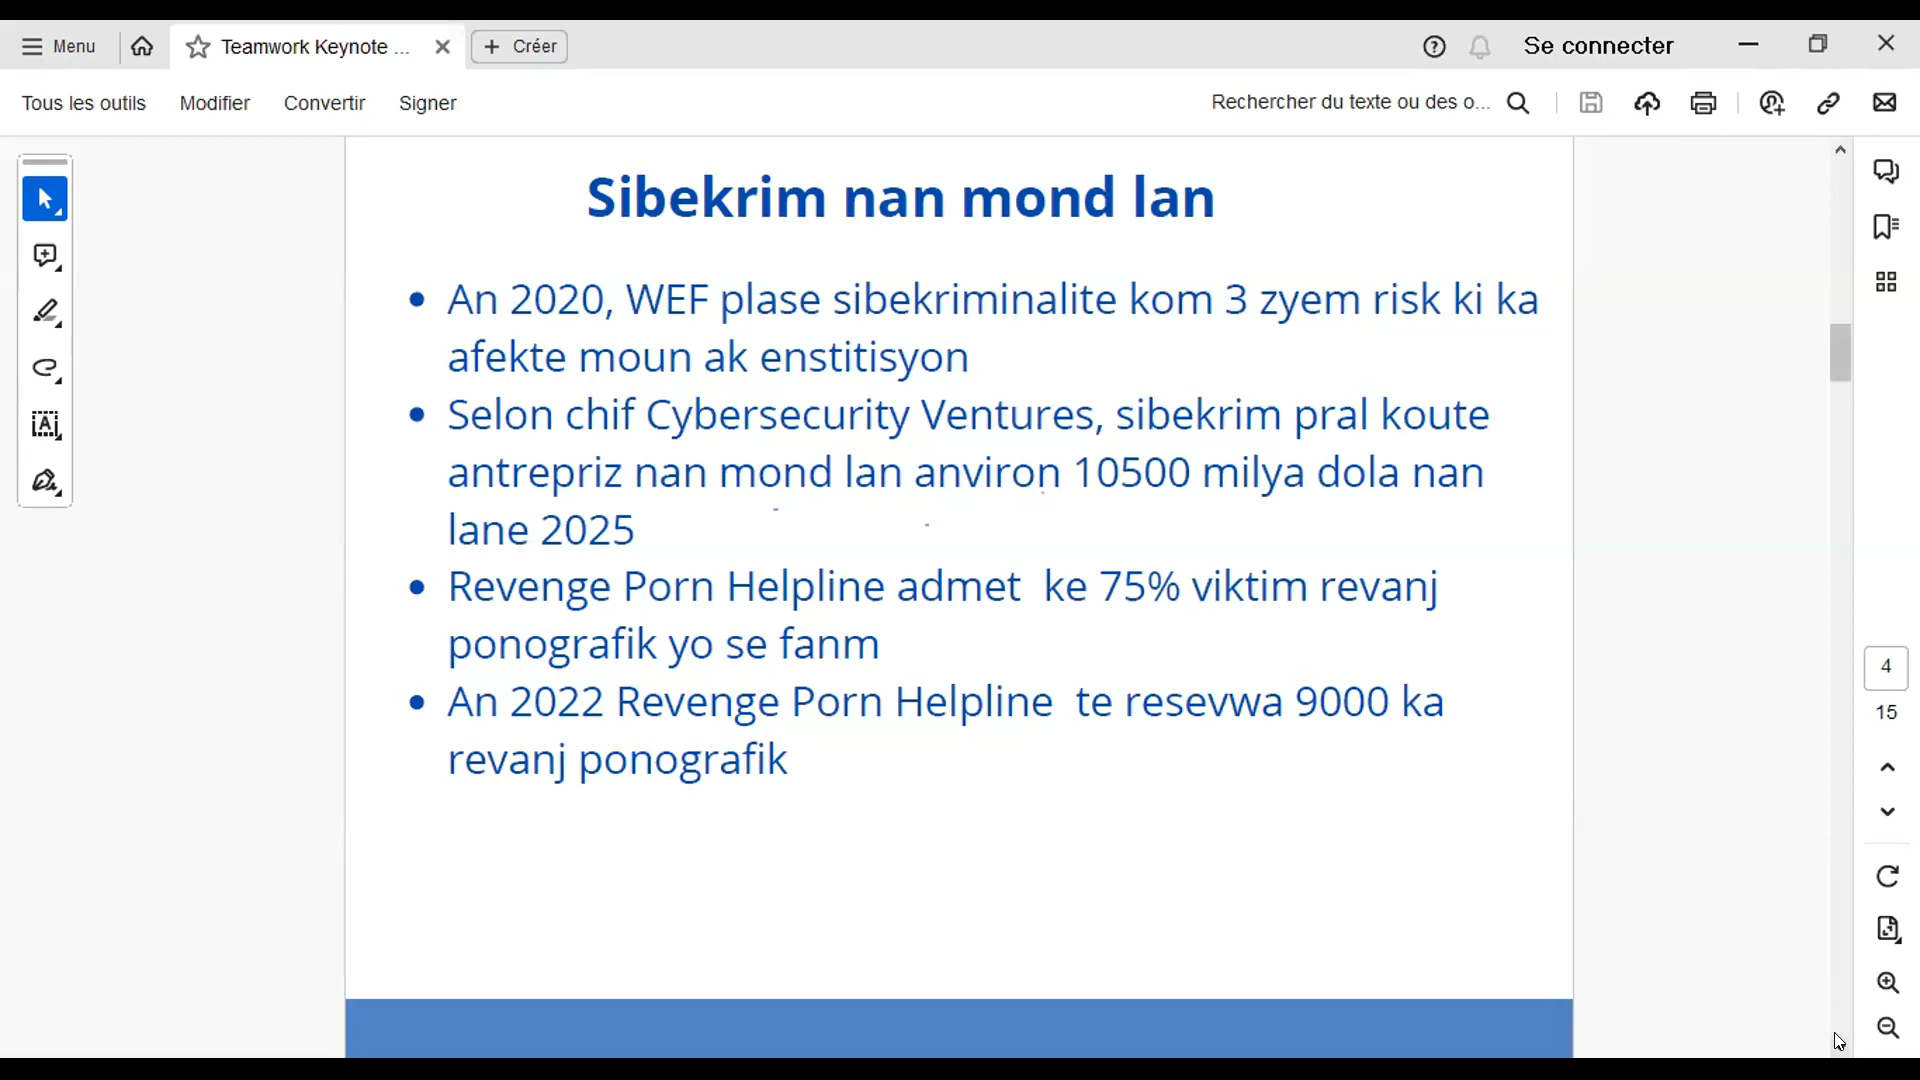 Menu
Teamwork Keynote ...
Créer
Se connecter
Tous les outils
Modifier
Convertir
Signer
Rechercher du texte ou des o...
Sibekrim nan mond lan
• An 2020, WEF plase sibekriminalite kom 3 zyem risk ki ka
afekte moun ak enstitisyon
• Selon chif Cybersecurity Ventures, sibekrim pral koute
antrepriz nan mond lan anviron 10500 milya dola nan
lane 2025
• Revenge Porn Helpline admet  ke 75% viktim revanj
ponografik yo se fanm
• An 2022 Revenge Porn Helpline  te resevwa 9000 ka
revanj ponografik
4
15